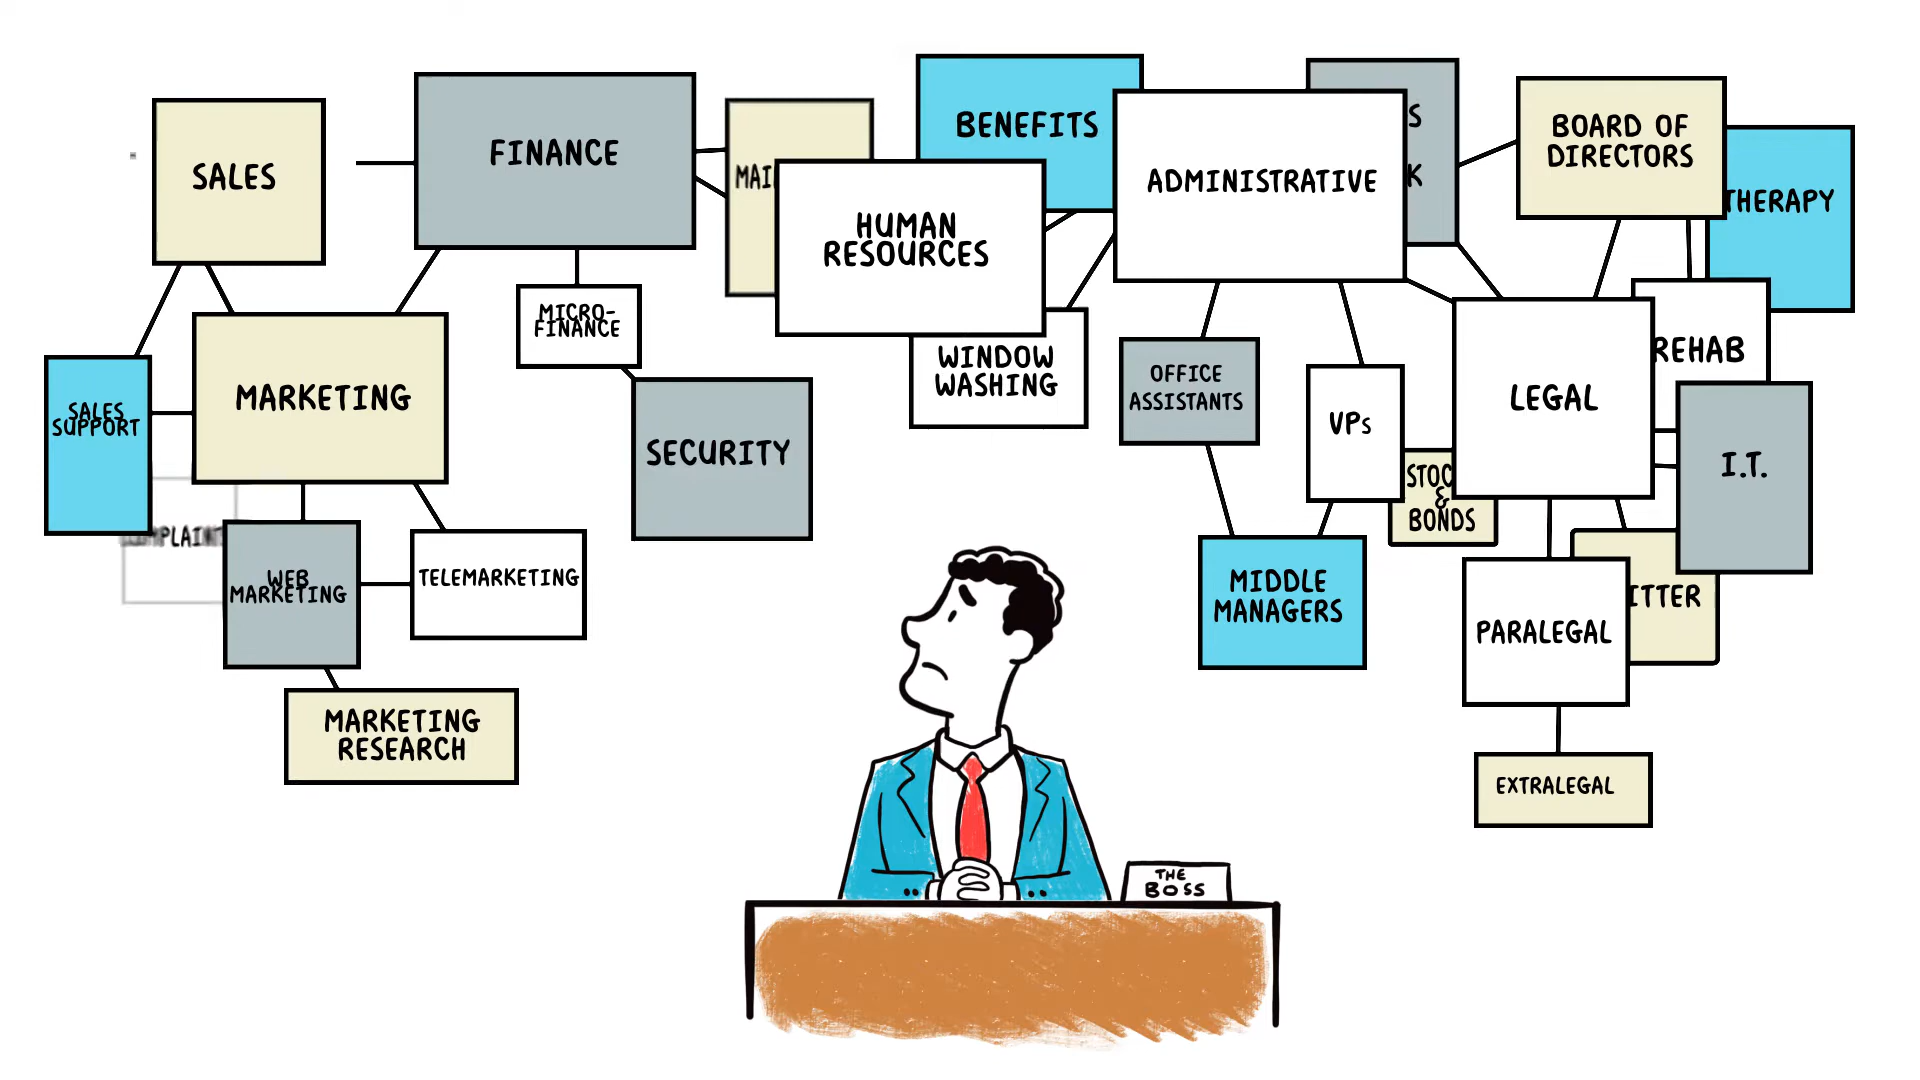 SALES
FINANCE
BENEFITS
HUMAN
RESOURCES
ADMINISTRATIVE
BOARD OF
DIRECTORS
THERAPY
SALES
SUPPORT
MARKETING
MICRO-
FINANCE
SECURITY
WINDOW
WASHING
OFFICE
ASSISTANTS
VPs
LEGAL
REHAB
I.T.
&
BONDS
WEB
MARKETING
TELEMARKETING
MIDDLE
MANAGERS
PARALEGAL
MARKETING
RESEARCH
EXTRALEGAL
THE
BOSS